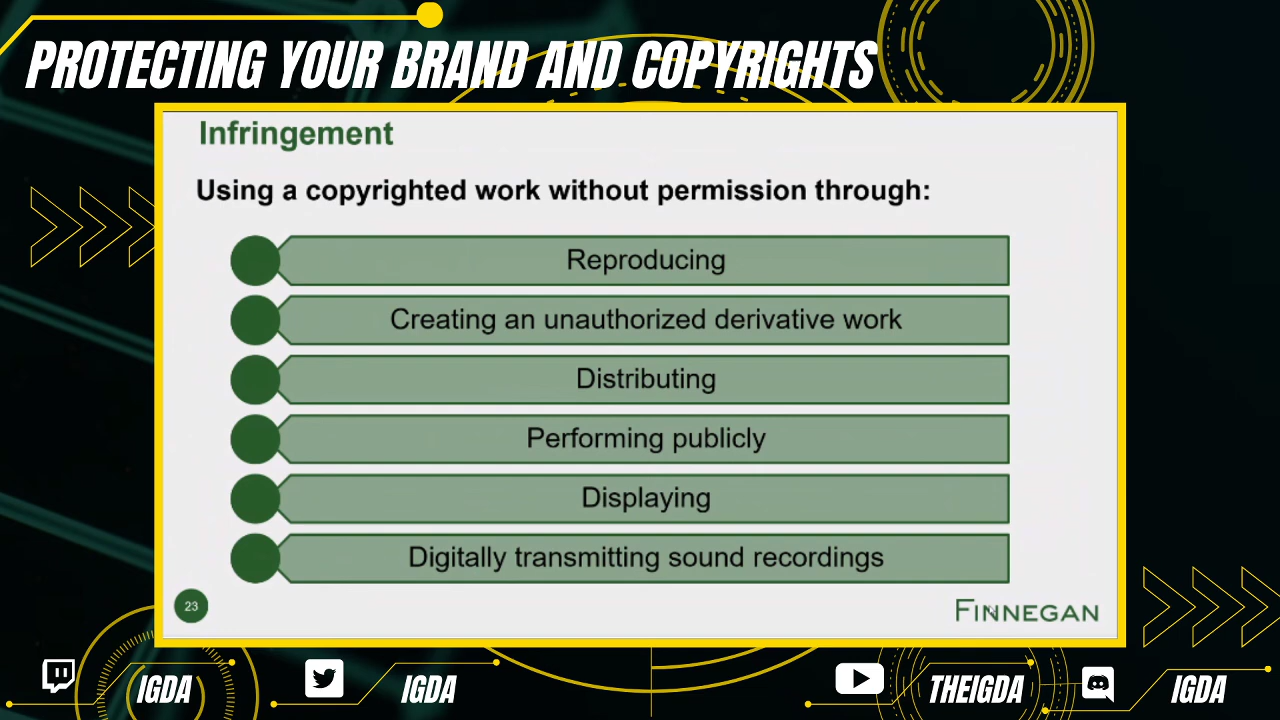 PROTECTING YOUR BRAND AND COPYRIGHTS
Infringement
Using a copyrighted work without permission through:
Reproducing
Creating an unauthorized derivative work
Distributing
Performing publicly
Displaying
Digitally transmitting sound recordings
23
FINNEGAN
IGDA
IGDA
THEIGDA
IGDA